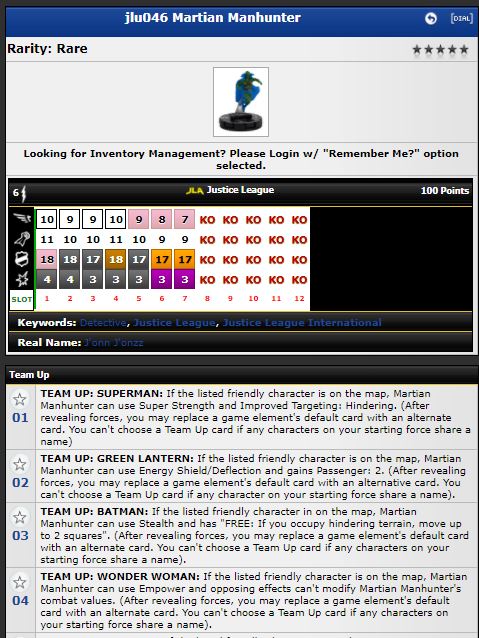 jlu046 Martian Manhunter
[DIAL]
Rarity: Rare
Looking for Inventory Management? Please Login w/ "Remember Me?" option
selected.
6 JLA Justice League 100 Points
10 9 9 10 9 8 7 KO KO KO KO KO
11 10 10 11 10 9 9 KO KO KO KO KO
18 18 17 18 17 17 17 KO KO KO KO KO
4 4 3 3 3 3 3 KO KO KO KO KO
SLOT 1 2 3 4 5 6 7 8 9 10 11 12
Keywords: Detective, Justice League, Justice League International
Real Name: J'onn J'onzz
Team Up
01
TEAM UP: SUPERMAN: If the listed friendly character is on the map, Martian
Manhunter can use Super Strength and Improved Targeting: Hindering. (After
revealing forces, you may replace a game element's default card with an alternate
card. You can't choose a Team Up card if any characters on your starting force share a
name)
02
TEAM UP: GREEN LANTERN: If the listed friendly character is on the map, Martian
Manhunter can use Energy Shield/Deflection and gains Passenger: 2. (After revealing
forces, you may replace a game element's default card with an alternative card. You
can't choose a Team Up card if any character on your starting force share a name).
03
TEAM UP: BATMAN: If the listed friendly character in on the map, Martian
Manhunter can use Stealth and has "FREE: If you occupy hindering terrain, move up
to 2 squares". (After revealing forces, you may replace a game element's default card
with an alternate card. You can't choose a Team Up card if any characters on your
starting force share a name).
04
TEAM UP: WONDER WOMAN: If the listed friendly character is on the map, Martian
Manhunter can use Empower and opposing effects can't modify Martian Manhunter's
combat values. (After revealing forces, you may replace a game element's default
card with an alternate card. You can't choose a Team Up card if any characters on
your starting force share a name).